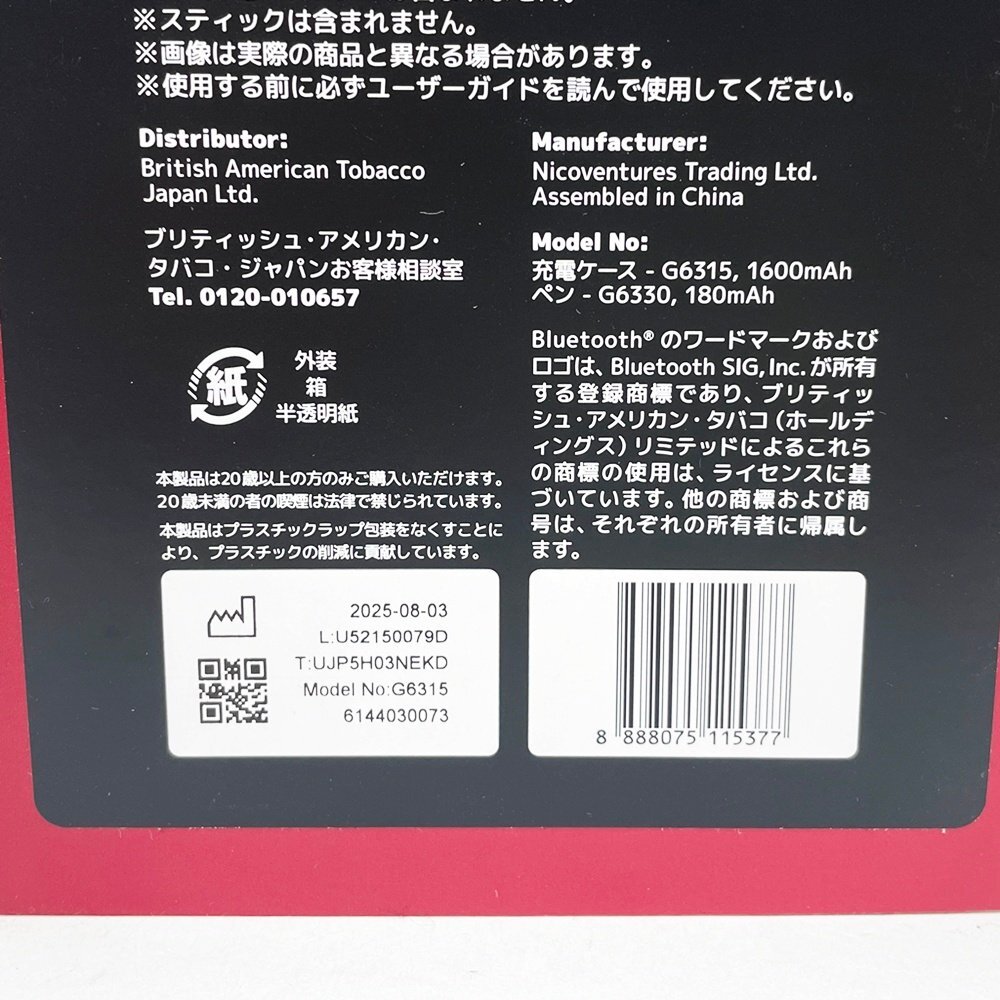 ※スティックは含まれません。
※画像は実際の商品と異なる場合があります。
※使用する前に必ずユーザーガイドを読んで使用してください。
Distributor:
British American Tobacco
Japan Ltd.
ブリティッシュ・アメリカン・
タバコ・ジャパンお客様相談室
Tel. 0120-010657
紙
外装
箱
半透明紙
本製品は20歳以上の方のみご購入いただけます。
20歳未満の者の喫煙は法律で禁じられています。
本製品はプラスチックラップ包装をなくすことに
より、プラスチックの削減に貢献しています。
Manufacturer:
Nicoventures Trading Ltd.
Assembled in China
Model No:
充電ケース - G6315, 1600mAh
ペン - G6330, 180mAh
Bluetooth® のワードマークおよび
ロゴは、Bluetooth SIG, Inc. が所有
する登録商標であり、ブリティッ
シュ・アメリカン・タバコ（ホールデ
ィングス）リミテッドによるこれら
の商標の使用は、ライセンスに基
づいています。他の商標および商
号は、それぞれの所有者に帰属し
ます。
2025-08-03
L:U52150079D
T:UJP5H03NEKD
Model No:G6315
6144030073
8 888075 115377